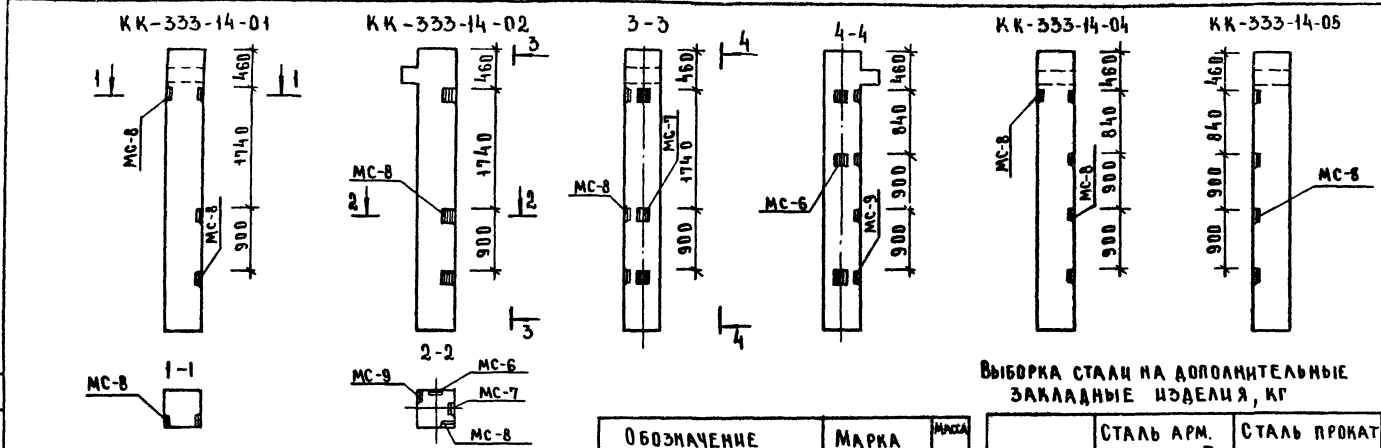 КК-333-14-01
КК-333-14-02
3-3
4-4
КК-333-14-04
КК-333-14-05
1
1
МС-8
МС-8
460
1740
900
3
3
МС-8
2
2
460
1740
900
МС-8
МС-7
460
1740
900
4
4
МС-6
МС-9
460
840
900
900
МС-8
МС-8
460
840
900
900
460
840
900
900
1-1
МС-8
2-2
МС-9
МС-6
МС-7
МС-8
ВЫБОРКА СТАЛИ НА ДОПОЛНИТЕЛЬНЫЕ
ЗАКЛАДНЫЕ ИЗДЕЛИЯ, КГ
ОБОЗНАЧЕНИЕ
МАРКА
МАССА
СТАЛЬ АРМ.
СТАЛЬ ПРОКАТ